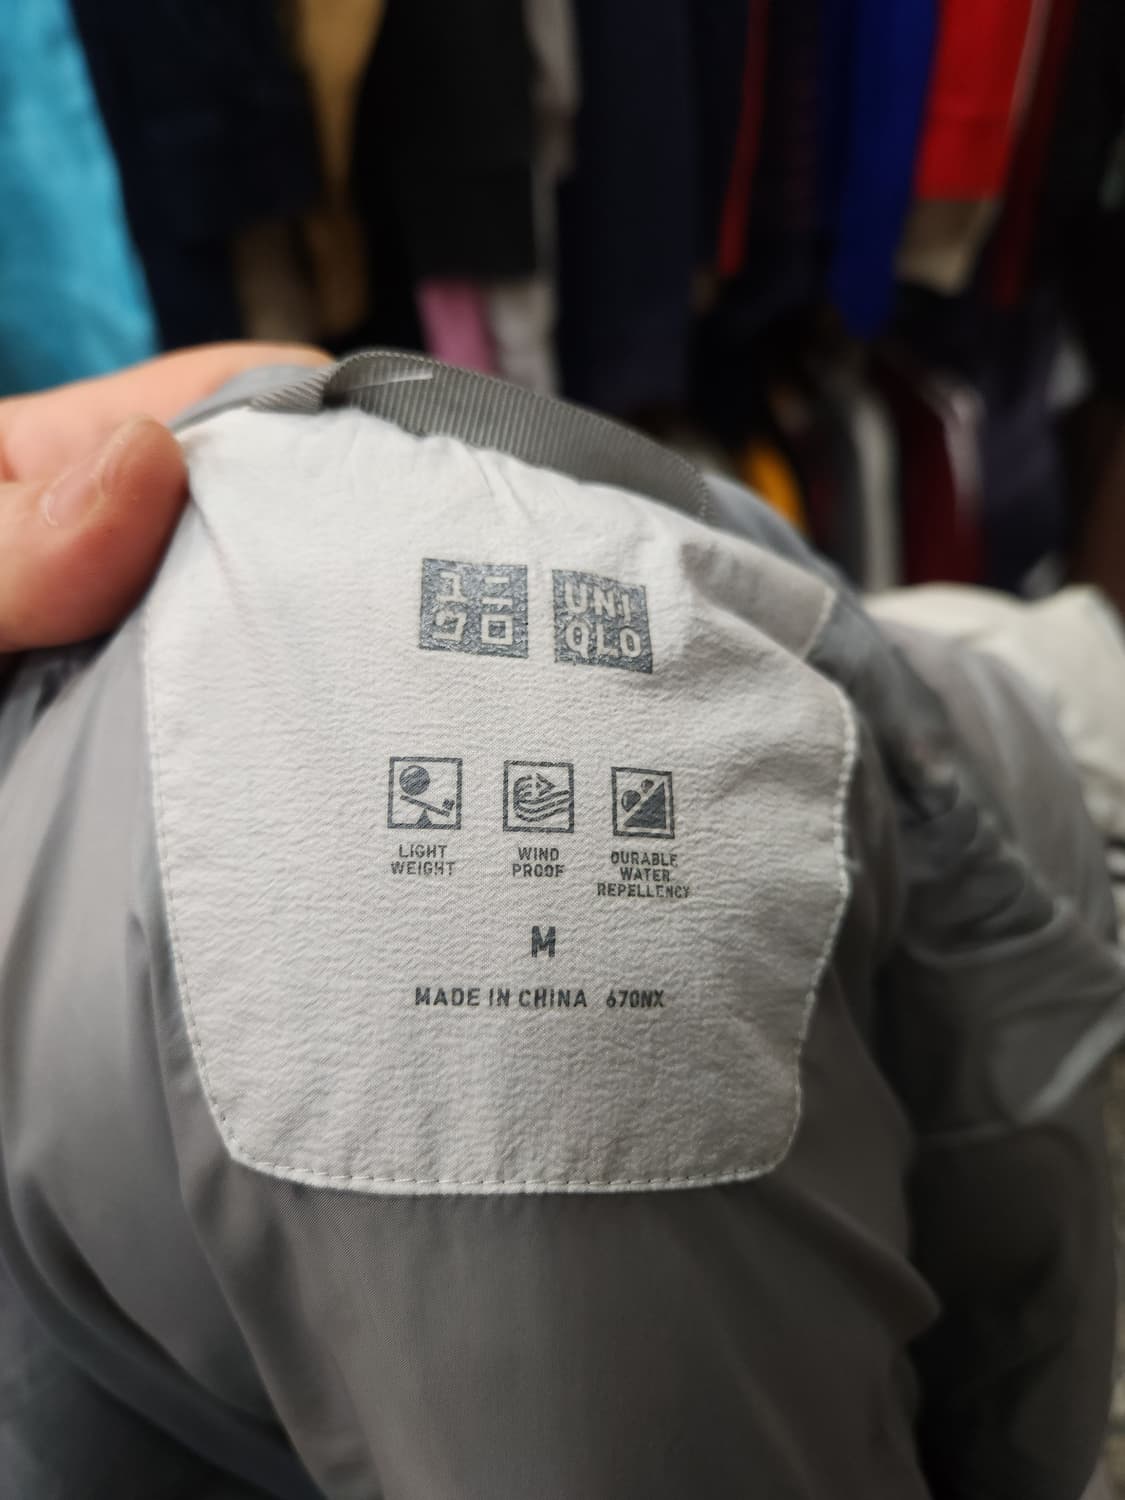 ユニ
クロ
UNI
QLO
LIGHT
WEIGHT
WIND
PROOF
DURABLE
WATER
REPELLENCY
M
MADE IN CHINA 670NX